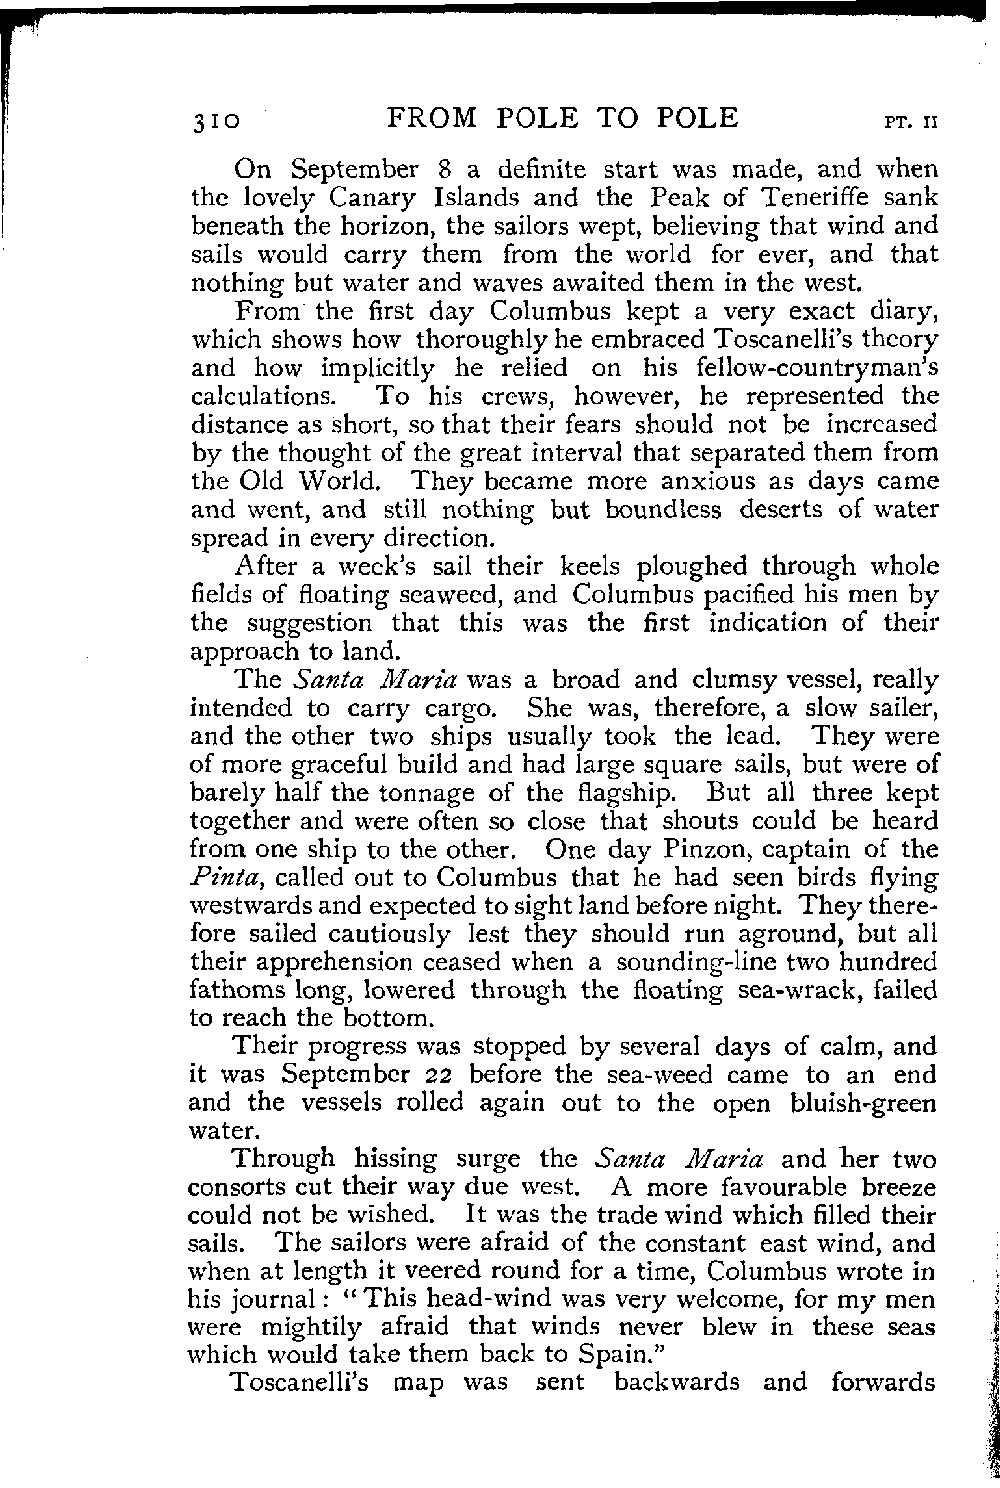 310 FROM POLE TO POLE PT. II
On September 8 a definite start was made, and when
the lovely Canary Islands and the Peak of Teneriffe sank
beneath the horizon, the sailors wept, believing that wind and
sails would carry them from the world for ever, and that
nothing but water and waves awaited them in the west.
From the first day Columbus kept a very exact diary,
which shows how thoroughly he embraced Toscanelli's theory
and how implicitly he relied on his fellow-countryman's
calculations. To his crews, however, he represented the
distance as short, so that their fears should not be increased
by the thought of the great interval that separated them from
the Old World. They became more anxious as days came
and went, and still nothing but boundless deserts of water
spread in every direction.
After a week's sail their keels ploughed through whole
fields of floating seaweed, and Columbus pacified his men by
the suggestion that this was the first indication of their
approach to land.
The Santa Maria was a broad and clumsy vessel, really
intended to carry cargo. She was, therefore, a slow sailer,
and the other two ships usually took the lead. They were
of more graceful build and had large square sails, but were of
barely half the tonnage of the flagship. But all three kept
together and were often so close that shouts could be heard
from one ship to the other. One day Pinzon, captain of the
Pinta, called out to Columbus that he had seen birds flying
westwards and expected to sight land before night. They there-
fore sailed cautiously lest they should run aground, but all
their apprehension ceased when a sounding-line two hundred
fathoms long, lowered through the floating sea-wrack, failed
to reach the bottom.
Their progress was stopped by several days of calm, and
it was September 22 before the sea-weed came to an end
and the vessels rolled again out to the open bluish-green
water.
Through hissing surge the Santa Maria and her two
consorts cut their way due west. A more favourable breeze
could not be wished. It was the trade wind which filled their
sails. The sailors were afraid of the constant east wind, and
when at length it veered round for a time, Columbus wrote in
his journal: "This head-wind was very welcome, for my men
were mightily afraid that winds never blew in these seas
which would take them back to Spain."
Toscanelli's map was sent backwards and forwards